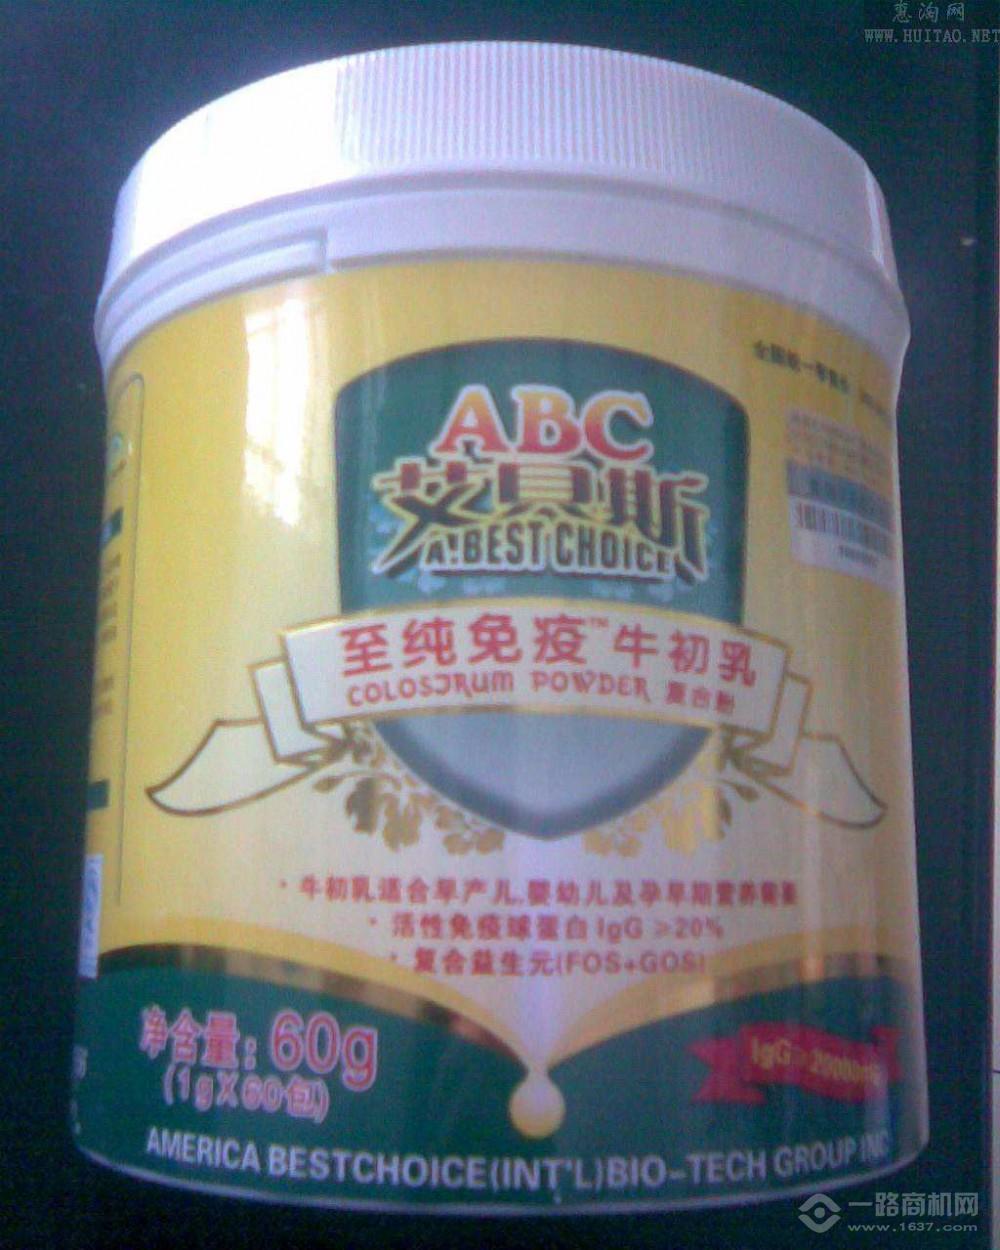 惠淘网
WWW.HUITAO.NET
ABC
艾贝斯
A.BEST CHOICE
至纯免疫™牛初乳
COLOSTRUM POWDER 复合粉
·牛初乳适合早产儿.婴幼儿及孕早期营养
·活性免疫球蛋白IgG≥20%
·复合益生元(FOS+GOS)
净含量:60g
(1gX60包)
AMERICA BESTCHOICE(INT'L)BIO-TECH GROUP INC
一路商机网
www.1637.com